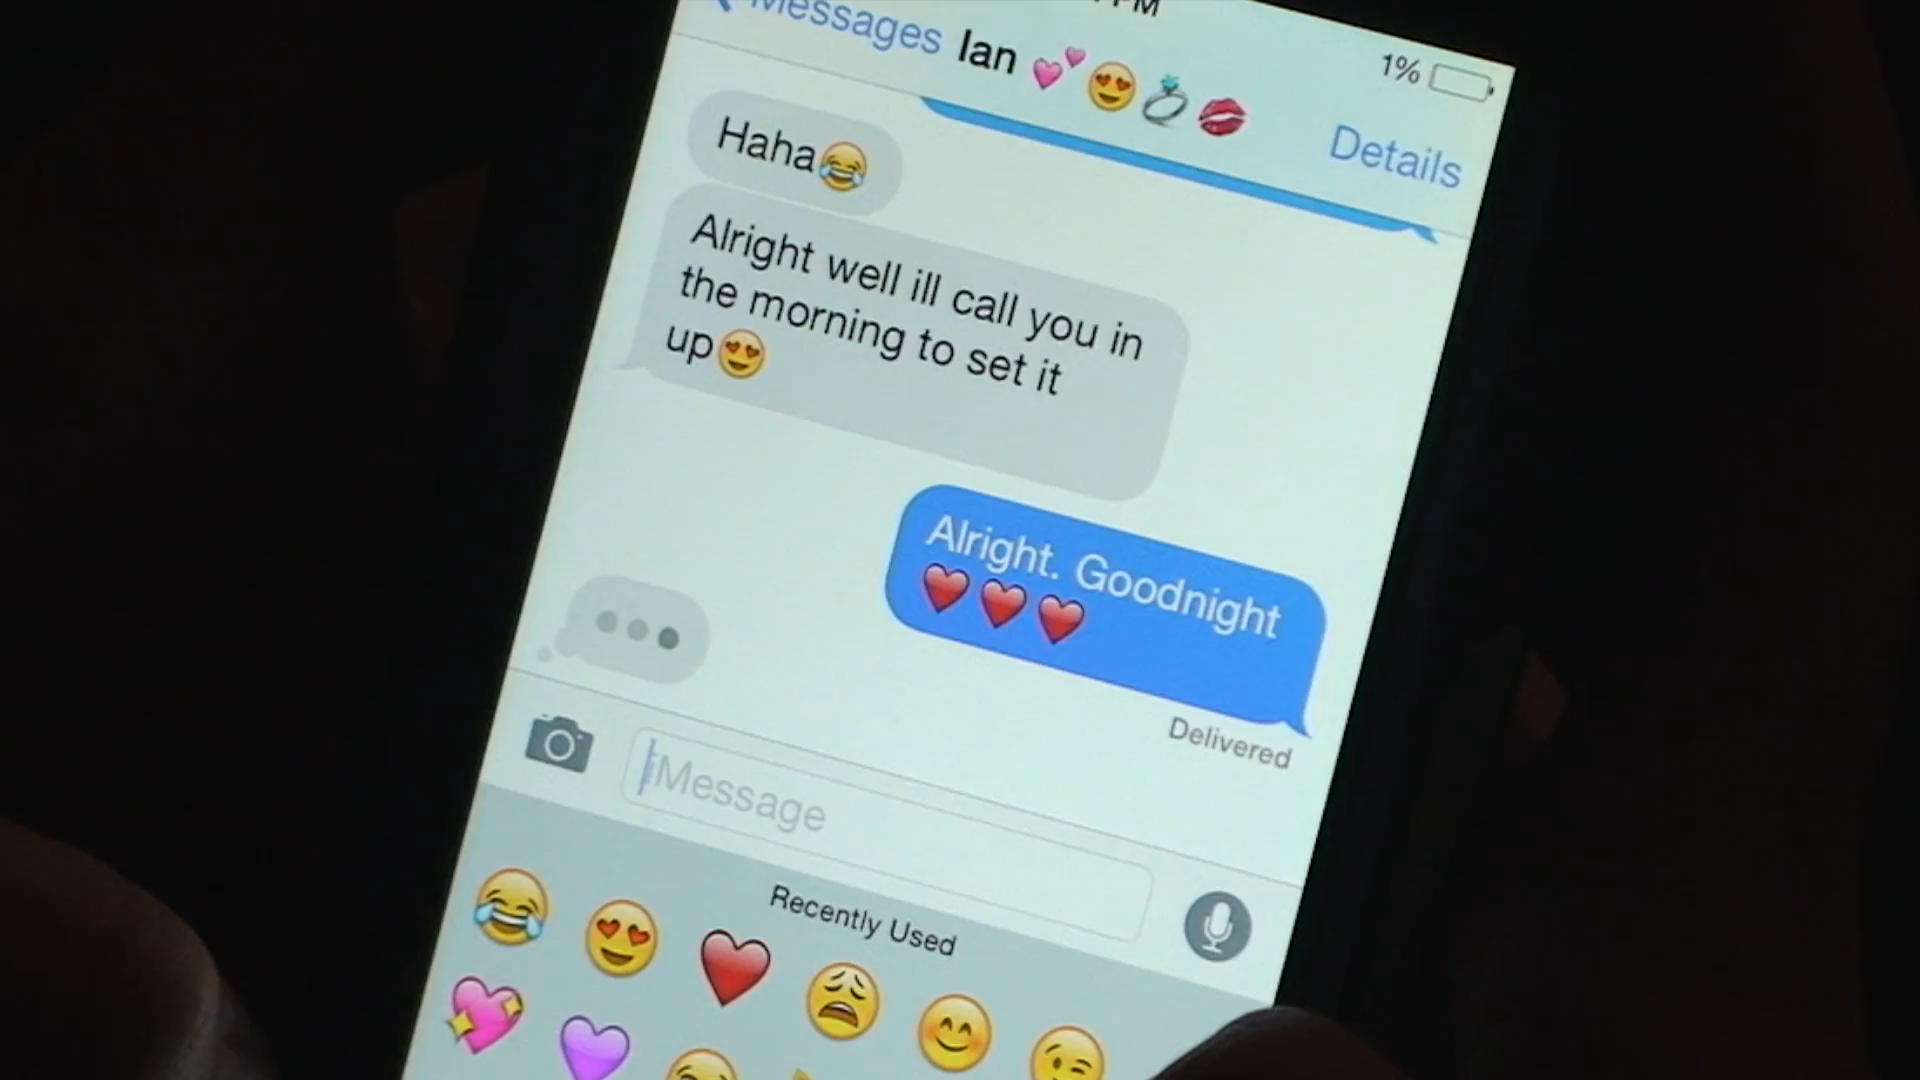 PM
1%
Messages
Ian 💕😍💍💋
Details
Haha😂
Alright well ill call you in
the morning to set it
up😍
Alright. Goodnight
❤️❤️❤️
Delivered
iMessage
Recently Used